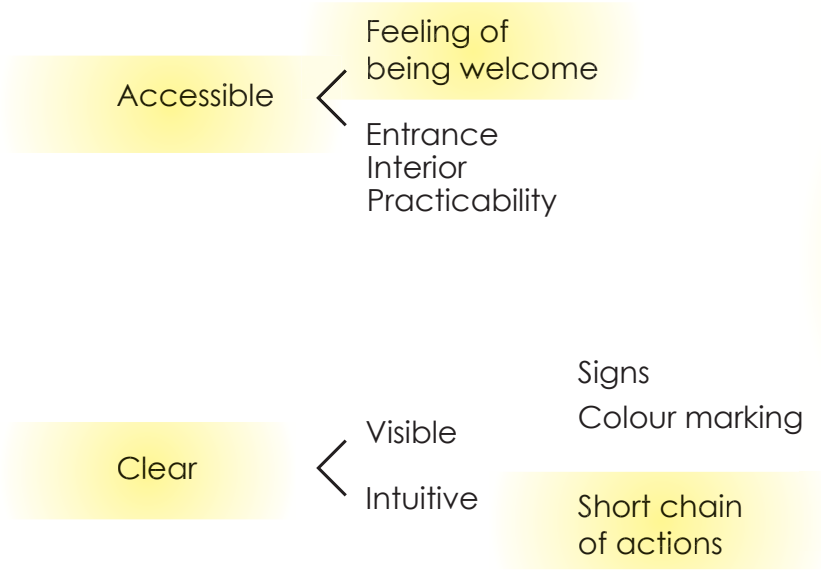 Feeling of
being welcome
Accessible
Entrance
Interior
Practicability
Signs
Colour marking
Visible
Clear
Intuitive
Short chain
of actions